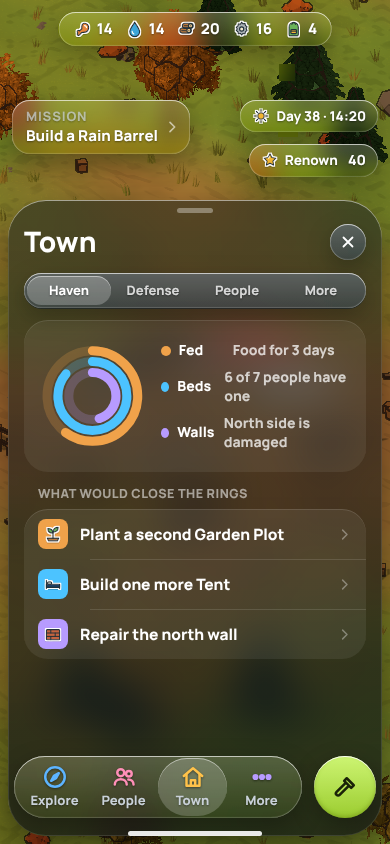 14 14 20 16 4
MISSION
Build a Rain Barrel
Day 38 · 14:20
Renown 40
Town
Haven Defense People More
Fed Food for 3 days
Beds 6 of 7 people have
one
Walls North side is
damaged
WHAT WOULD CLOSE THE RINGS
Plant a second Garden Plot
Build one more Tent
Repair the north wall
Explore People Town More